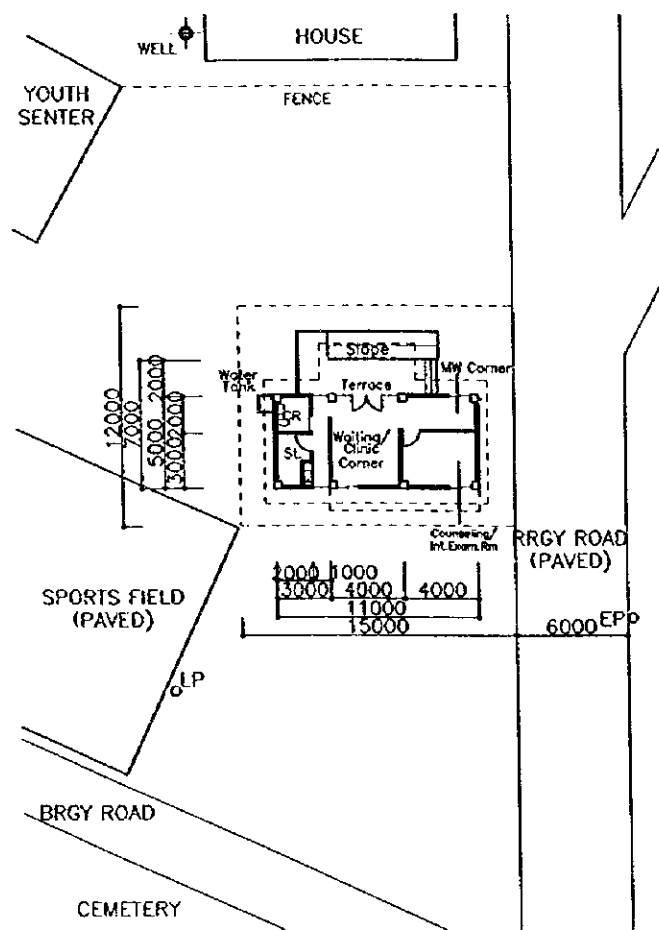 HOUSE
WELL
YOUTH
SENTER
FENCE
Slope
Water
Tank
MW Corner
Terrace
CR
Waiting/
Clinic
Corner
St.
12000
7000
2000
5000
2000
3000
Counseling/
Int.Exam.Rm
RRGY ROAD
(PAVED)
2000
1000
3000
4000
4000
11000
15000
6000
EP
SPORTS FIELD
(PAVED)
LP
BRGY ROAD
CEMETERY